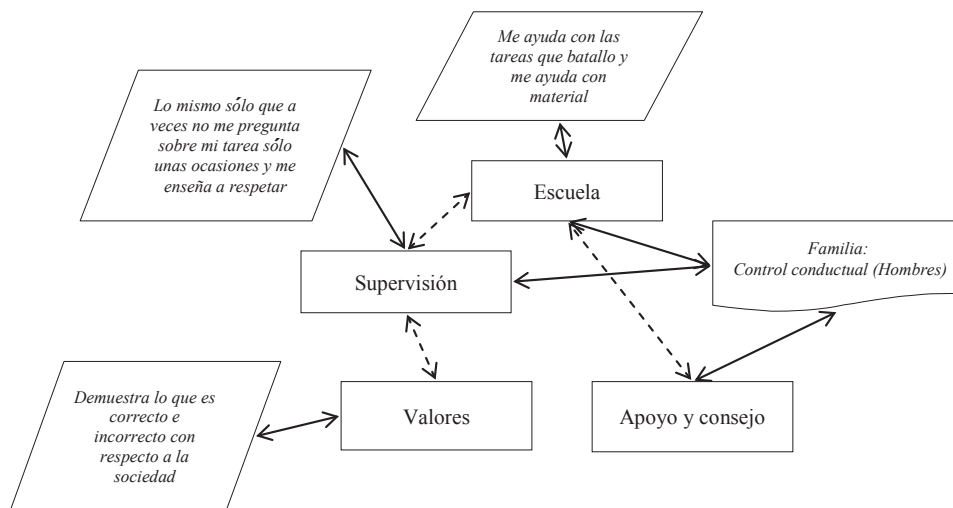 Me ayuda con las
tareas que batallo y
me ayuda con
material
Lo mismo sólo que a
veces no me pregunta
sobre mi tarea sólo
unas ocasiones y me
enseña a respetar
Escuela
Familia:
Control conductual (Hombres)
Supervisión
Demuestra lo que es
correcto e
incorrecto con
respecto a la
sociedad
Valores
Apoyo y consejo